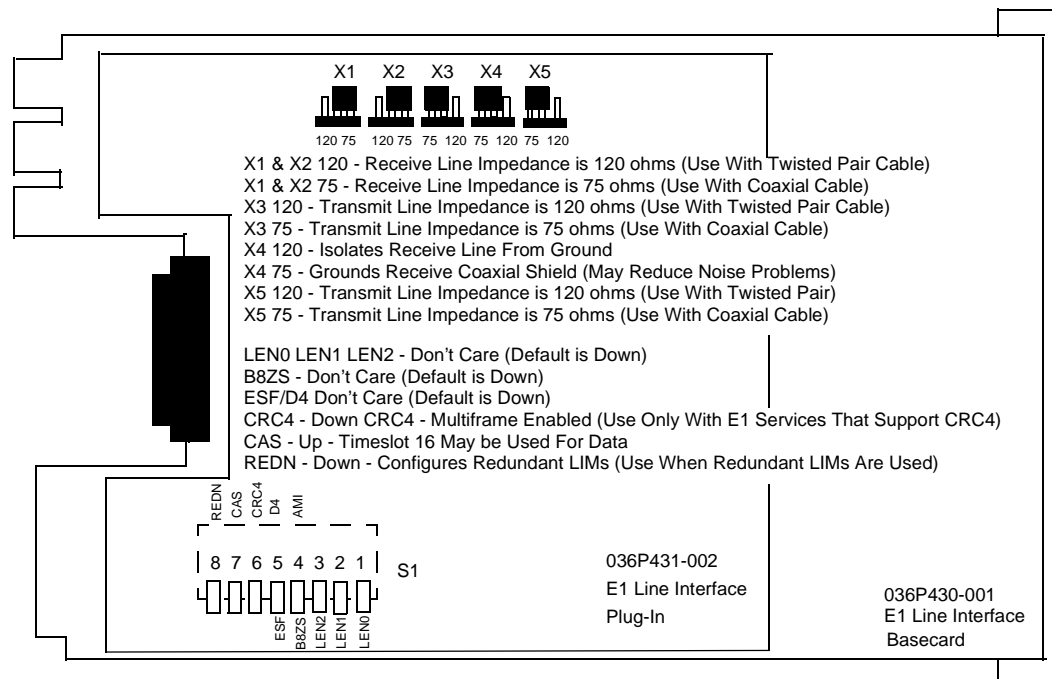 X1 X2 X3 X4 X5
120 75 120 75 75 120 75 120 75 120
X1 & X2 120 - Receive Line Impedance is 120 ohms (Use With Twisted Pair Cable)
X1 & X2 75 - Receive Line Impedance is 75 ohms (Use With Coaxial Cable)
X3 120 - Transmit Line Impedance is 120 ohms (Use With Twisted Pair Cable)
X3 75 - Transmit Line Impedance is 75 ohms (Use With Coaxial Cable)
X4 120 - Isolates Receive Line From Ground
X4 75 - Grounds Receive Coaxial Shield (May Reduce Noise Problems)
X5 120 - Transmit Line Impedance is 120 ohms (Use With Twisted Pair)
X5 75 - Transmit Line Impedance is 75 ohms (Use With Coaxial Cable)
LEN0 LEN1 LEN2 - Don't Care (Default is Down)
B8ZS - Don't Care (Default is Down)
ESF/D4 Don't Care (Default is Down)
CRC4 - Down CRC4 - Multiframe Enabled (Use Only With E1 Services That Support CRC4)
CAS - Up - Timeslot 16 May be Used For Data
REDN - Down - Configures Redundant LIMs (Use When Redundant LIMs Are Used)
REDN CAS CRC4 D4 AMI
8 7 6 5 4 3 2 1
S1
ESF B8ZS LEN2 LEN1 LEN0
036P431-002
E1 Line Interface
Plug-In
036P430-001
E1 Line Interface
Basecard